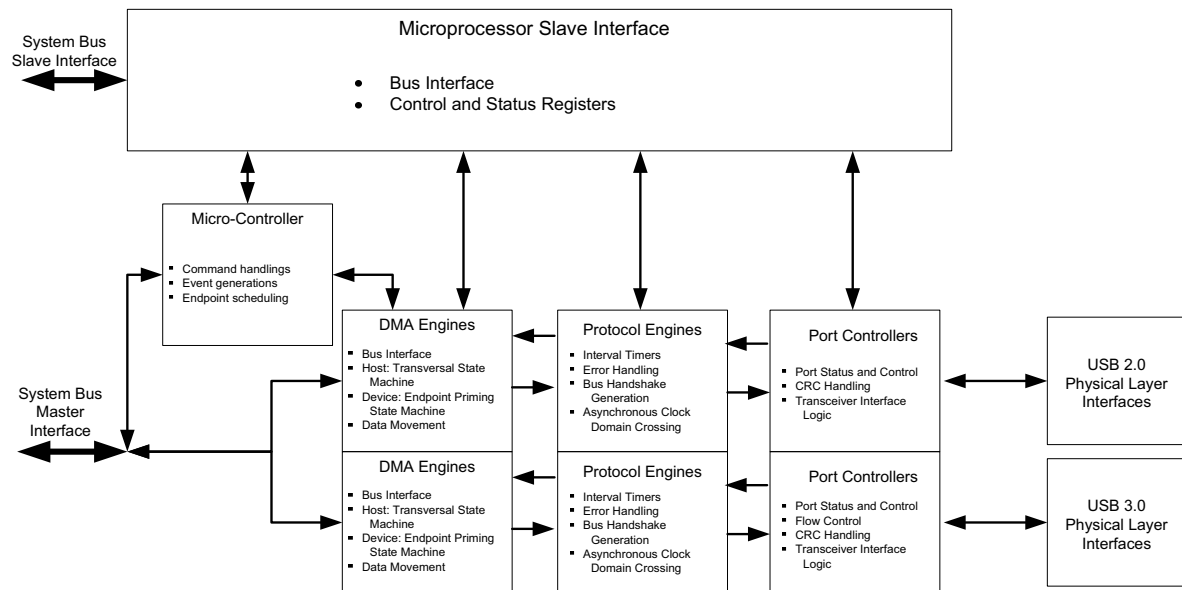 System Bus
Slave Interface
Microprocessor Slave Interface
• Bus Interface
• Control and Status Registers
Micro-Controller
▪ Command handlings
▪ Event generations
▪ Endpoint scheduling
System Bus
Master
Interface
DMA Engines
▪ Bus Interface
▪ Host: Transversal State
Machine
▪ Device: Endpoint Priming
State Machine
▪ Data Movement
Protocol Engines
▪ Interval Timers
▪ Error Handling
▪ Bus Handshake
Generation
▪ Asynchronous Clock
Domain Crossing
Port Controllers
▪ Port Status and Control
▪ CRC Handling
▪ Transceiver Interface
Logic
USB 2.0
Physical Layer
Interfaces
DMA Engines
▪ Bus Interface
▪ Host: Transversal State
Machine
▪ Device: Endpoint Priming
State Machine
▪ Data Movement
Protocol Engines
▪ Interval Timers
▪ Error Handling
▪ Bus Handshake
Generation
▪ Asynchronous Clock
Domain Crossing
Port Controllers
▪ Port Status and Control
▪ Flow Control
▪ CRC Handling
▪ Transceiver Interface
Logic
USB 3.0
Physical Layer
Interfaces